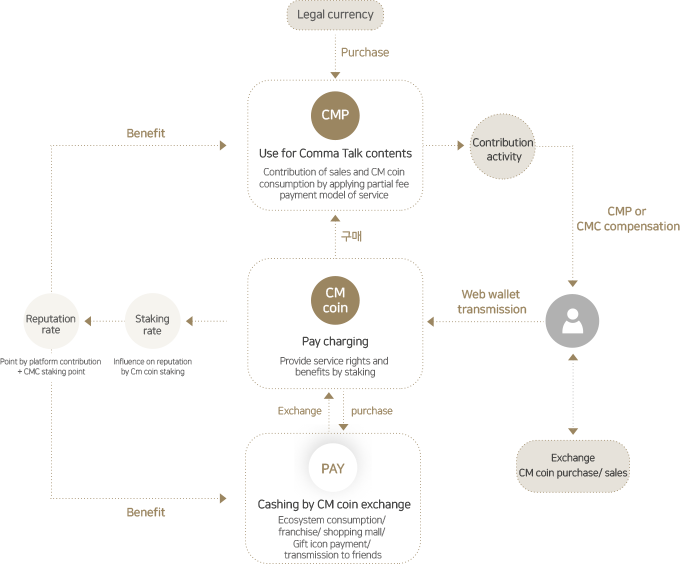 Legal currency
Purchase
CMP
Benefit
Use for Comma Talk contents
Contribution of sales and CM coin
consumption by applying partial fee
payment model of service
Contribution
activity
CMP or
CMC compensation
구매
CM
coin
Web wallet
transmission
Reputation
rate
Staking
rate
Pay charging
Provide service rights and
benefits by staking
Point by platform contribution
+ CMC staking point
Influence on reputation
by Cm coin staking
Exchange
purchase
PAY
Exchange
CM coin purchase/ sales
Cashing by CM coin exchange
Benefit
Ecosystem consumption/
franchise/ shopping mall/
Gift icon payment/
transmission to friends